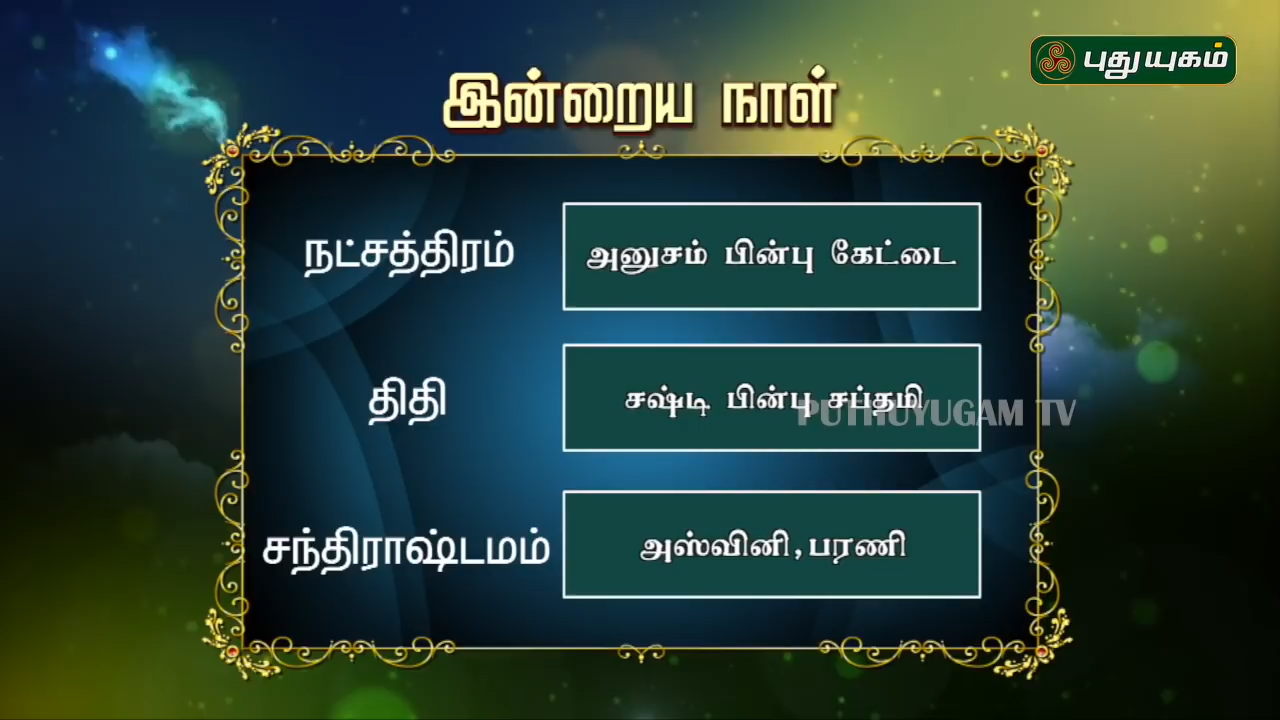 புதுயுகம்
இன்றைய நாள்
நட்சத்திரம்
அனுசம் பின்பு கேட்டை
திதி
சஷ்டி பின்பு சப்தமி
PUTHUYUGAM TV
சந்திராஷ்டமம்
அஸ்வினி,பரணி